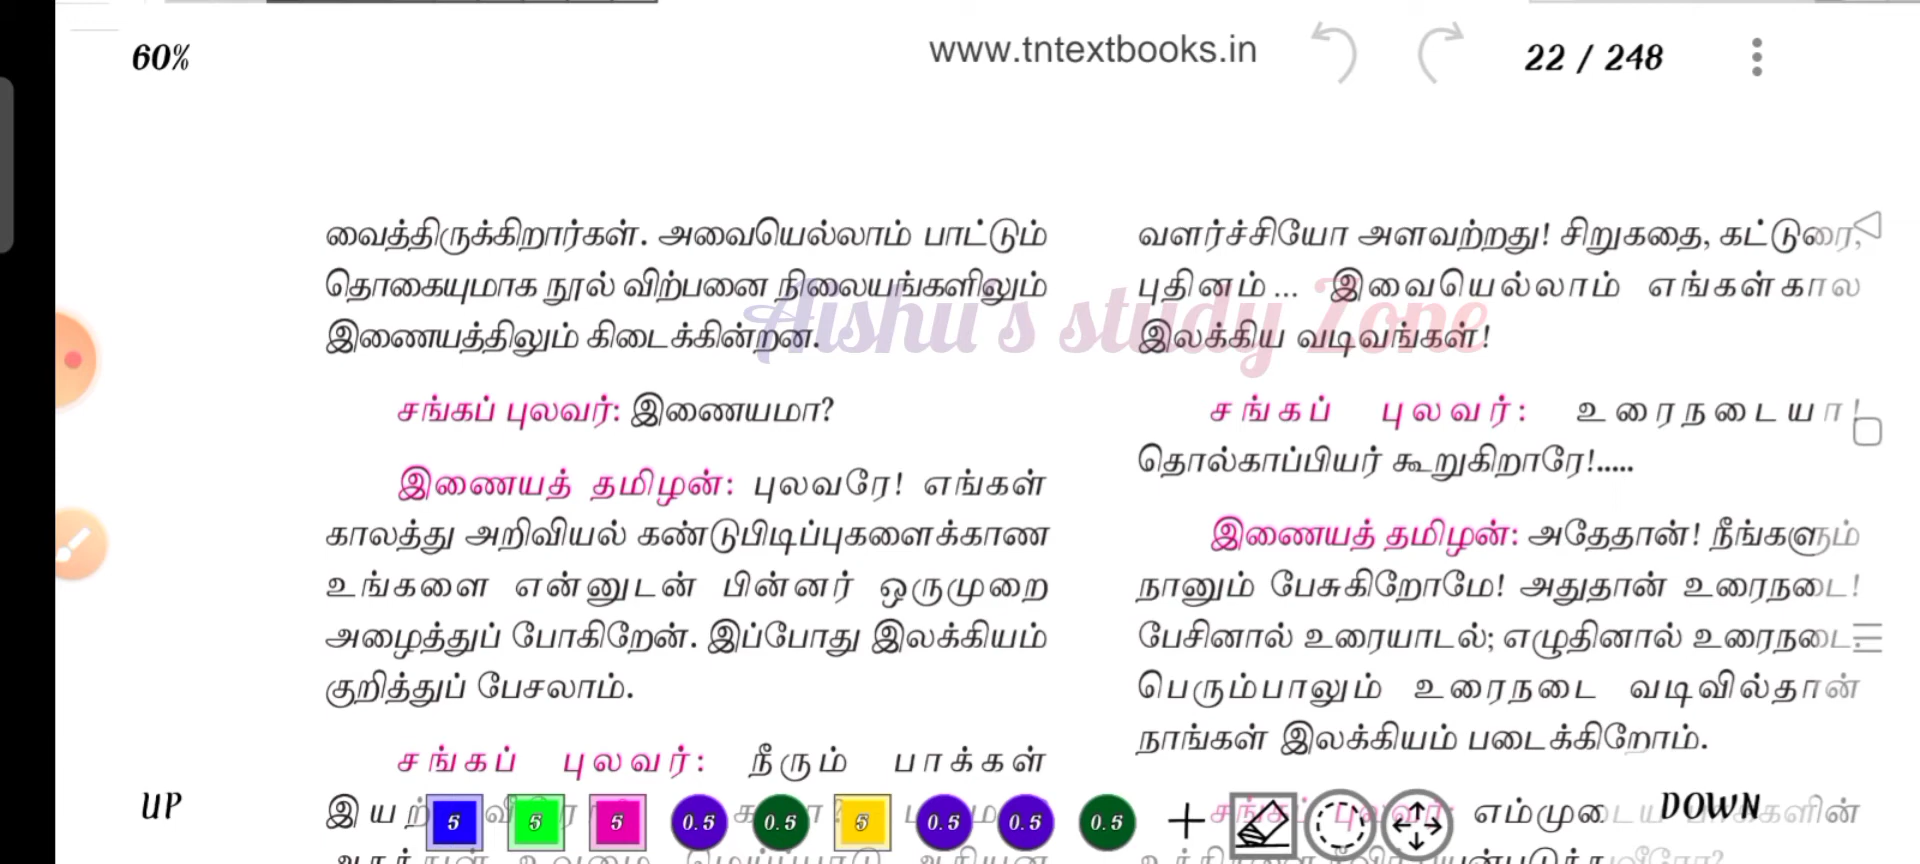 60%
www.tntextbooks.in
22 / 248
வைத்திருக்கிறார்கள். அவையெல்லாம் பாட்டும்
தொகையுமாக நூல் விற்பனை நிலையங்களிலும்
இணையத்திலும் கிடைக்கின்றன.
சங்கப் புலவர்: இணையமா?
இணையத் தமிழன்: புலவரே! எங்கள்
காலத்து அறிவியல் கண்டுபிடிப்புகளைக்காண
உங்களை என்னுடன் பின்னர் ஒருமுறை
அழைத்துப் போகிறேன். இப்போது இலக்கியம்
குறித்துப் பேசலாம்.
சங்கப் புலவர்: நீரும் பாக்கள்
வளர்ச்சியோ அளவற்றது! சிறுகதை, கட்டுரை,
புதினம்... இவையெல்லாம் எங்கள்கால
இலக்கிய வடிவங்கள்!
சங்கப் புலவர்: உரைநடையா!
தொல்காப்பியர் கூறுகிறாரே!.....
இணையத் தமிழன்: அதேதான்! நீங்களும்
நானும் பேசுகிறோமே! அதுதான் உரைநடை!
பேசினால் உரையாடல்; எழுதினால் உரைநடை.
பெரும்பாலும் உரைநடை வடிவில்தான்
நாங்கள் இலக்கியம் படைக்கிறோம்.
சங்கப் புலவர்: எம்முடைய பாக்களின்
Aishu's study Zone
UP
5 5 5 0.5 0.5 5 0.5 0.5 0.5
DOWN